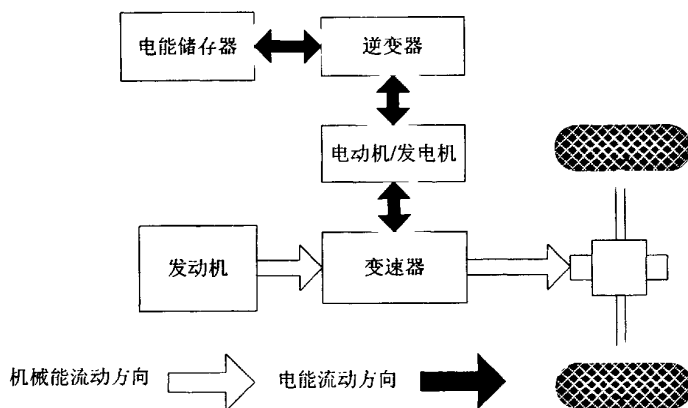 电能储存器
逆变器
电动机/发电机
发动机
变速器
机械能流动方向
电能流动方向